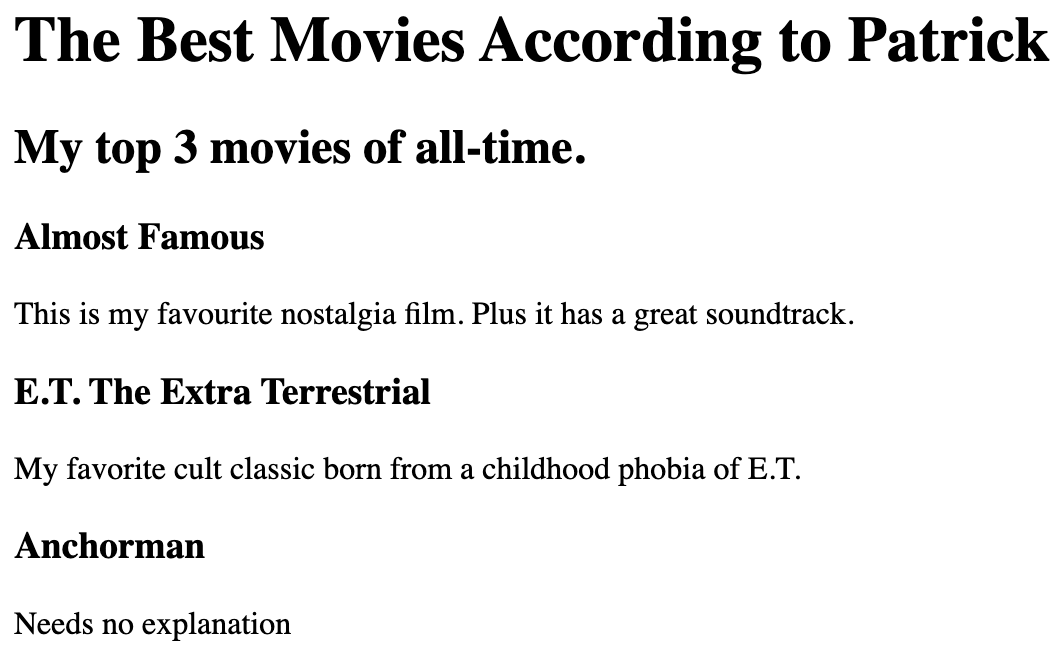 The Best Movies According to Patrick
My top 3 movies of all-time.
Almost Famous
This is my favourite nostalgia film. Plus it has a great soundtrack.
E.T. The Extra Terrestrial
My favorite cult classic born from a childhood phobia of E.T.
Anchorman
Needs no explanation